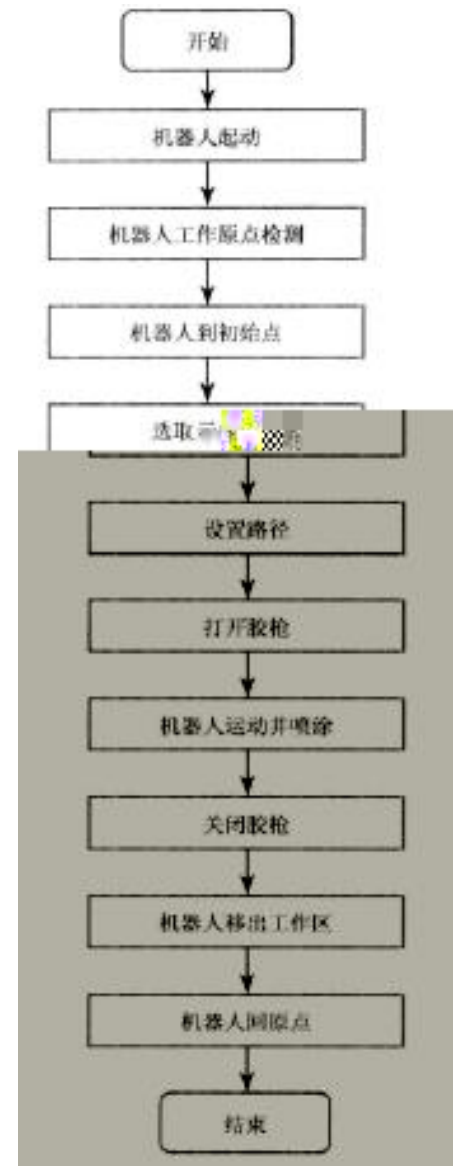 开始
机器人起动
机器人工作原点检测
机器人到初始点
选取
设置路径
打开胶枪
机器人运动并喷涂
关闭胶枪
机器人移出工作区
机器人回原点
结束